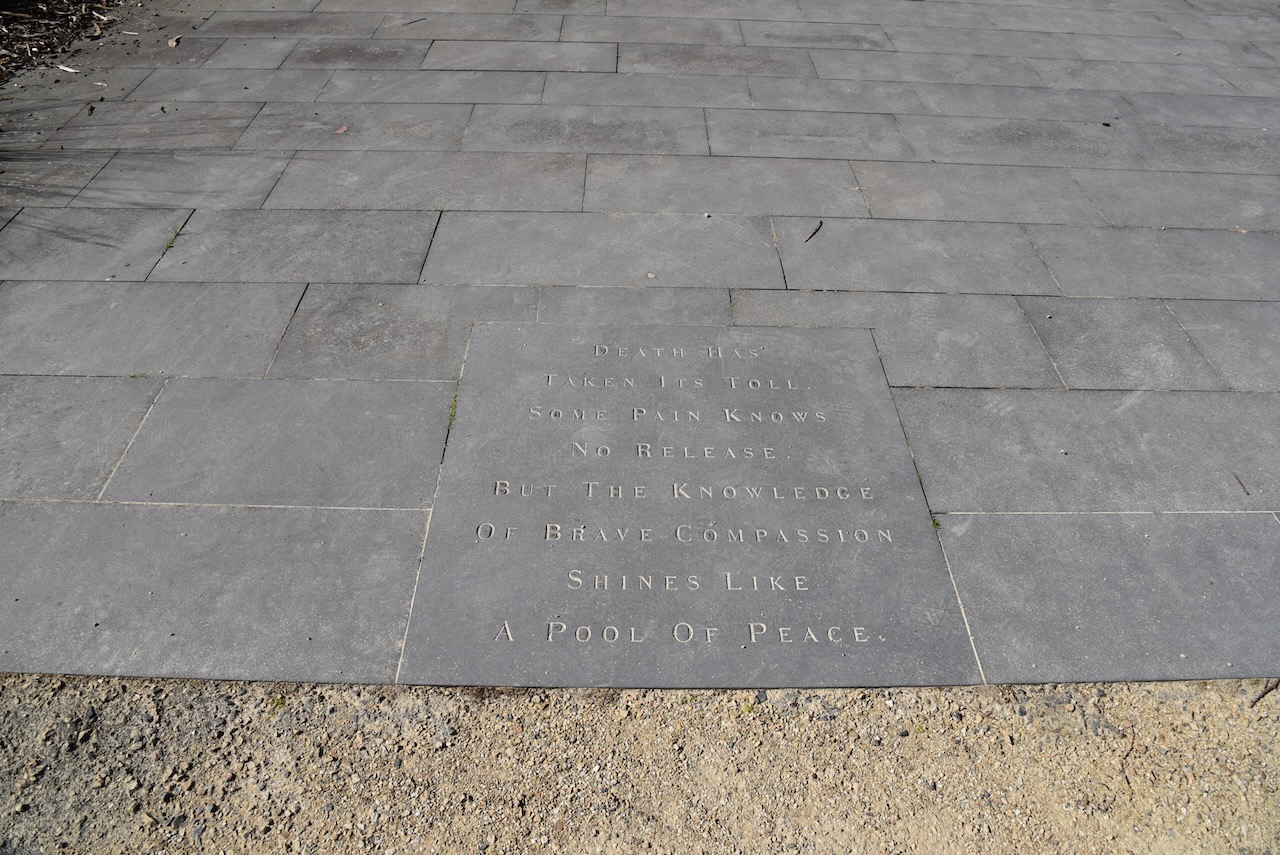 Death Has
Taken Its Toll.
Some Pain Knows
No Release.
But The Knowledge
Of Brave Compassion
Shines Like
A Pool Of Peace.